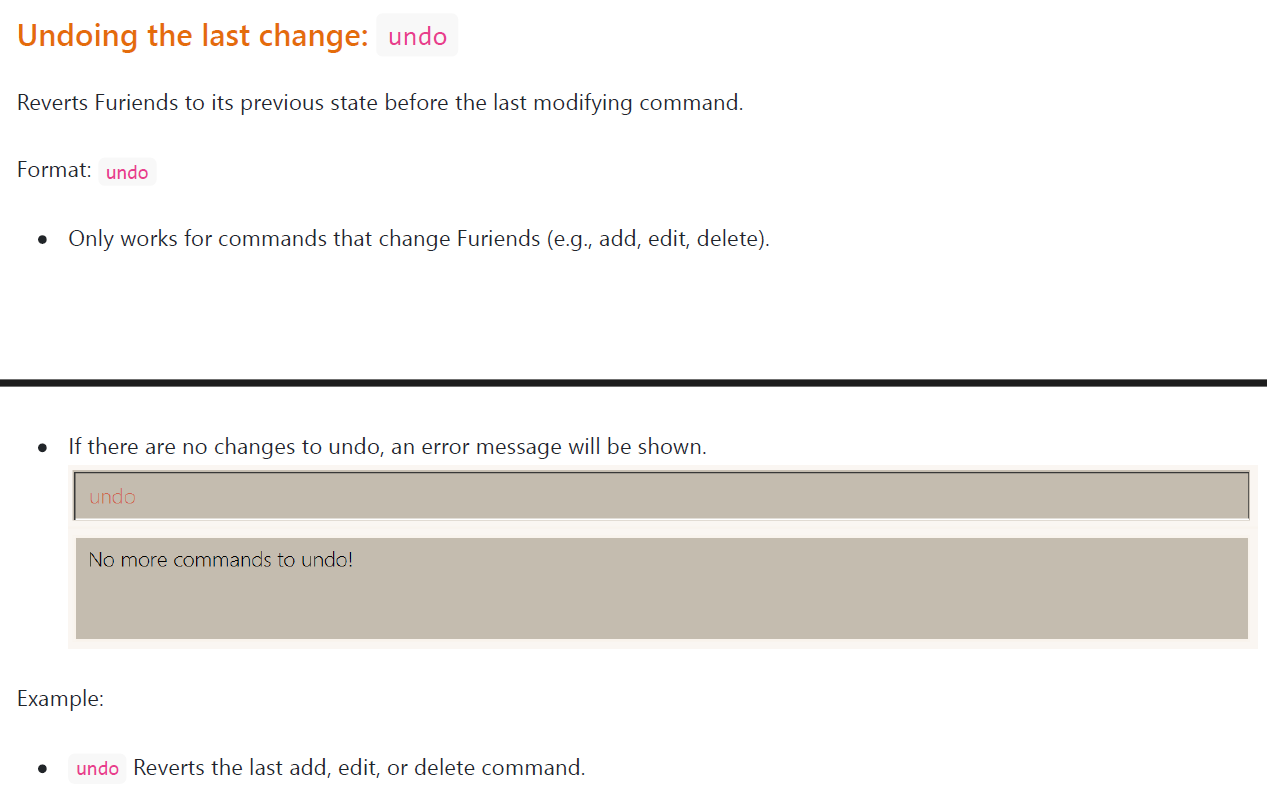 Undoing the last change: undo
Reverts Furiends to its previous state before the last modifying command.
Format: undo
• Only works for commands that change Furiends (e.g., add, edit, delete).
• If there are no changes to undo, an error message will be shown.
undo
No more commands to undo!
Example:
• undo Reverts the last add, edit, or delete command.